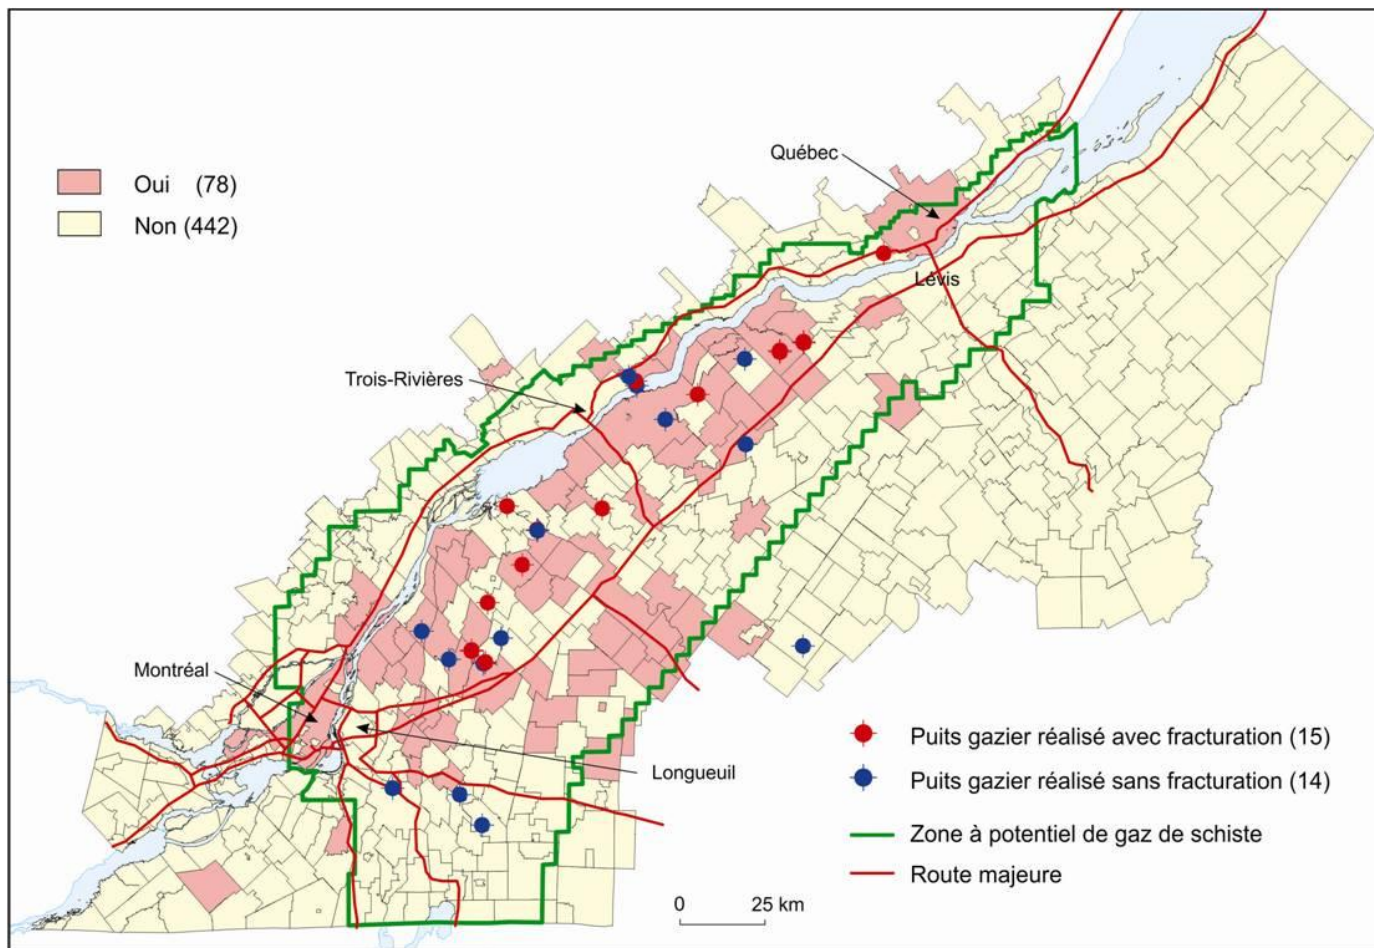 Québec
Oui (78)
Non (442)
Lévis
Trois-Rivières
Montréal
Longueuil
Puits gazier réalisé avec fracturation (15)
Puits gazier réalisé sans fracturation (14)
Zone à potentiel de gaz de schiste
Route majeure
0 25 km